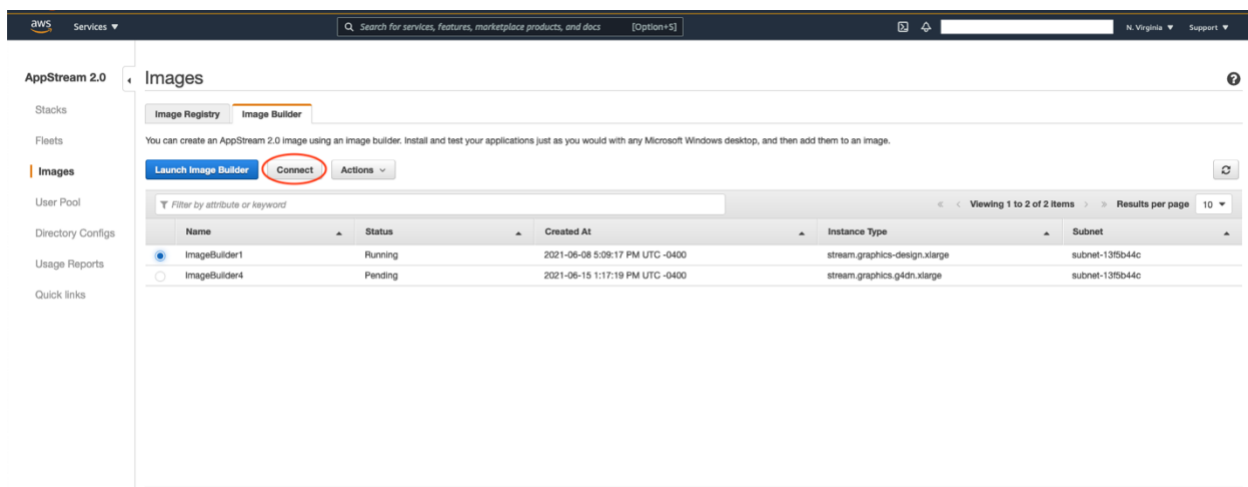 aws Services ▼ Search for services, features, marketplace products, and docs [Option+S] N. Virginia ▼ Support ▼
AppStream 2.0
Stacks
Fleets
Images
User Pool
Directory Configs
Usage Reports
Quick links
Images
Image Registry Image Builder
You can create an AppStream 2.0 image using an image builder. Install and test your applications just as you would with any Microsoft Windows desktop, and then add them to an image.
Launch Image Builder Connect Actions
Filter by attribute or keyword « < Viewing 1 to 2 of 2 Items > » Results per page 10
Name Status Created At Instance Type Subnet
ImageBuilder1 Running 2021-06-08 5:09:17 PM UTC -0400 stream.graphics-design.xlarge subnet-13f5b44c
ImageBuilder4 Pending 2021-06-15 1:17:19 PM UTC -0400 stream.graphics.g4dn.xlarge subnet-13f5b44c